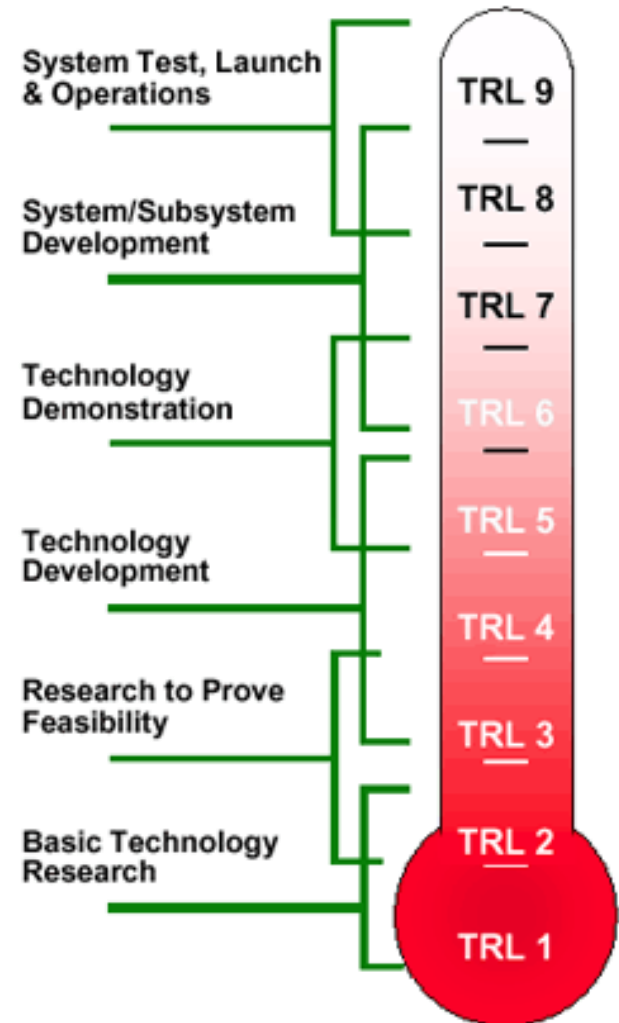 System Test, Launch
& Operations
System/Subsystem
Development
Technology
Demonstration
Technology
Development
Research to Prove
Feasibility
Basic Technology
Research
TRL 9
TRL 8
TRL 7
TRL 6
TRL 5
TRL 4
TRL 3
TRL 2
TRL 1